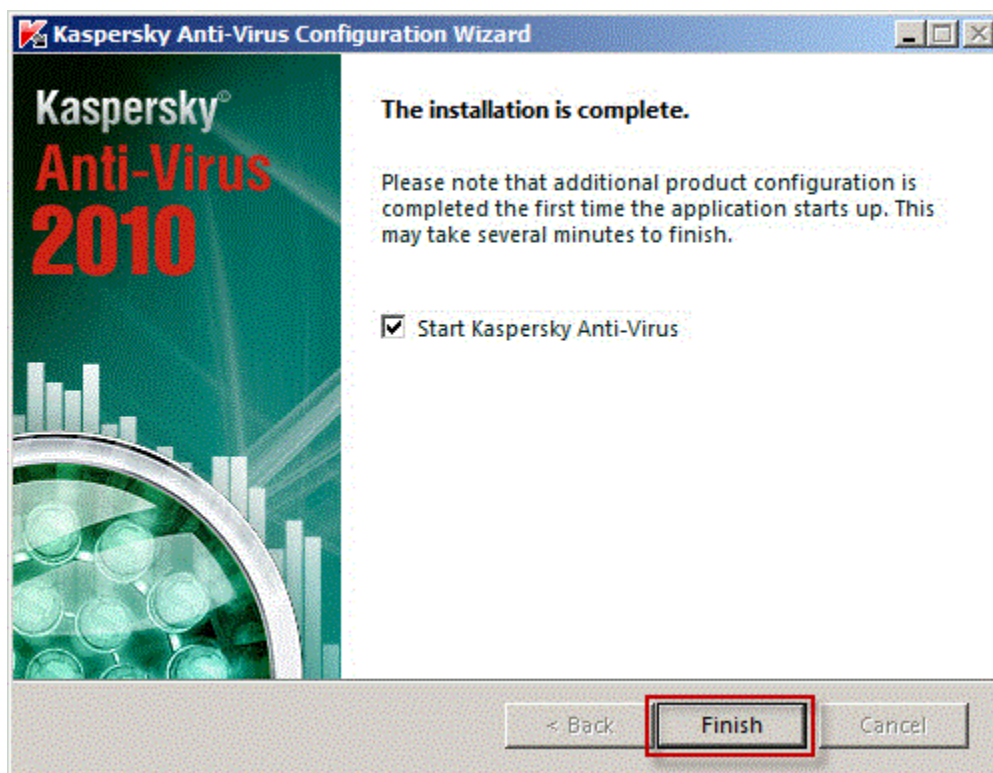 Kaspersky Anti-Virus Configuration Wizard
Kaspersky®
Anti-Virus
2010
The installation is complete.
Please note that additional product configuration is
completed the first time the application starts up. This
may take several minutes to finish.
Start Kaspersky Anti-Virus
< Back
Finish
Cancel